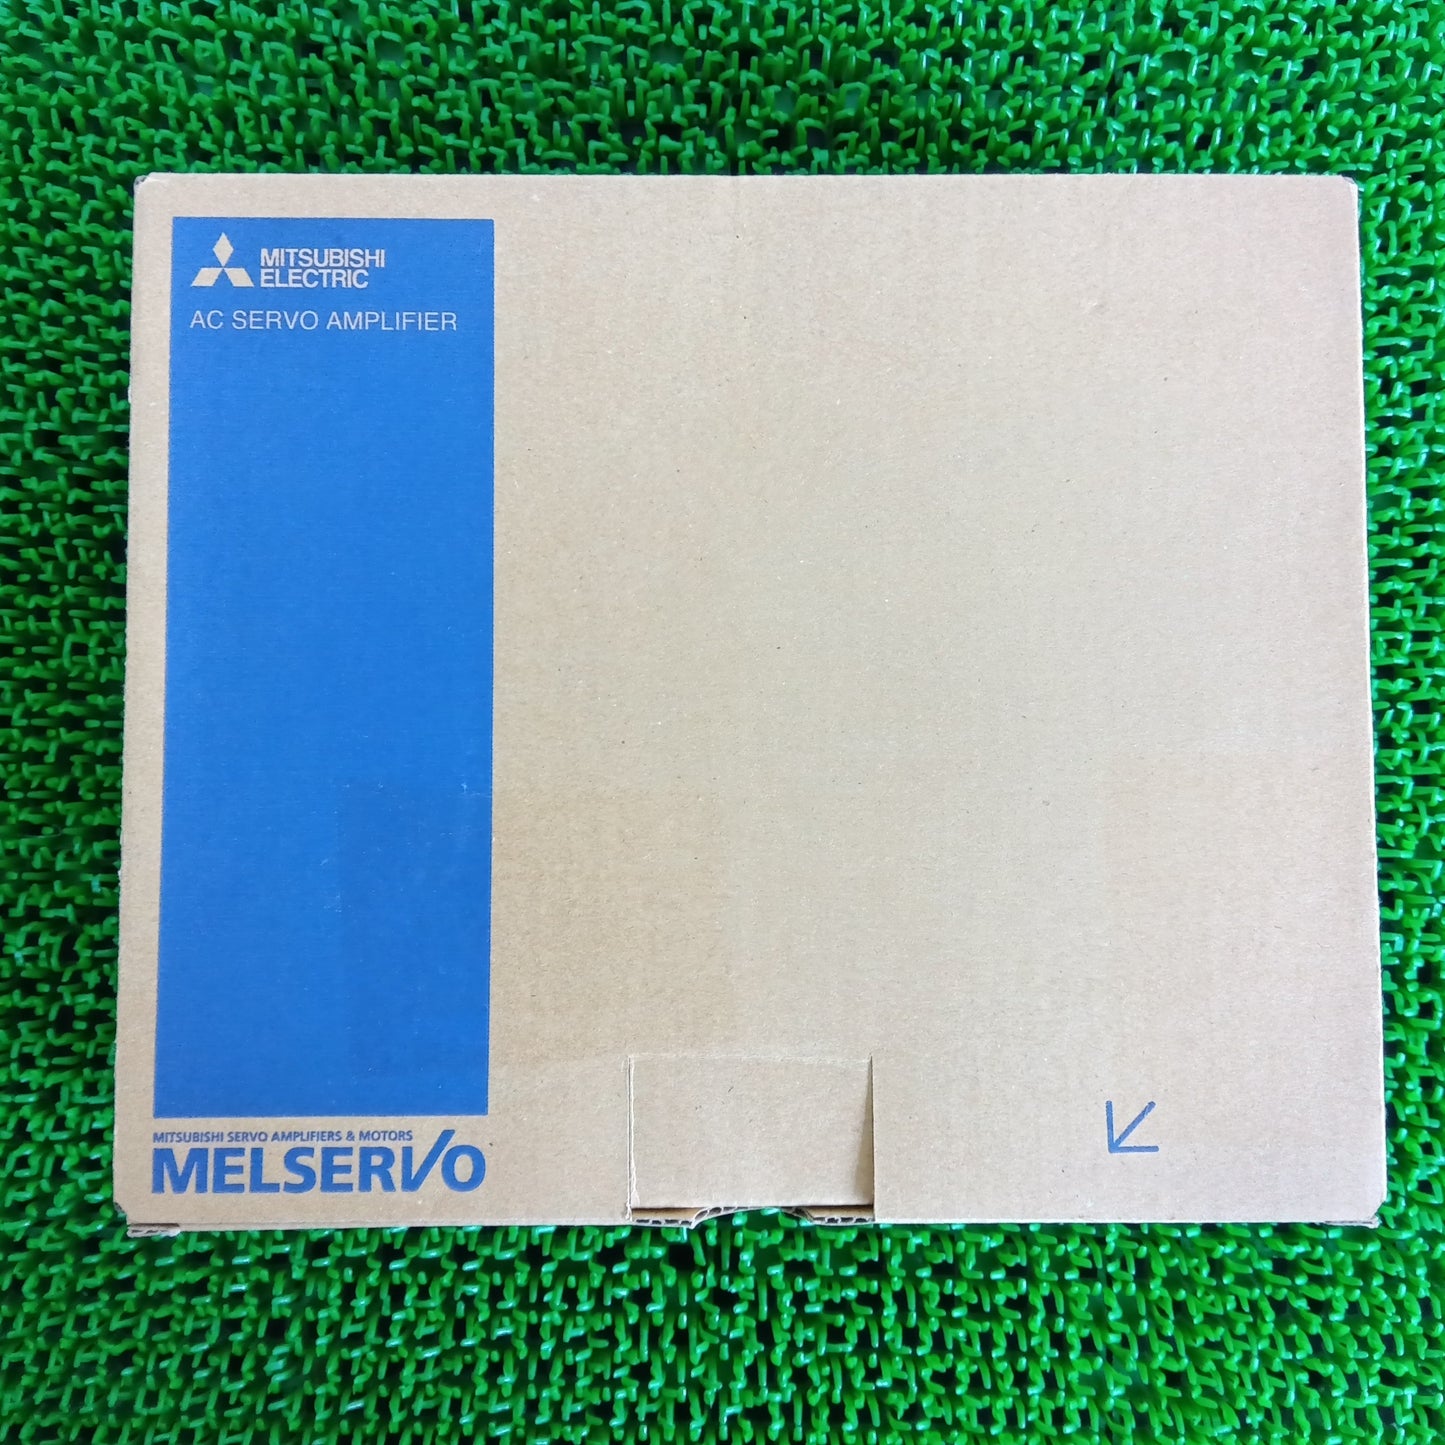 MITSUBISHI
ELECTRIC
AC SERVO AMPLIFIER
MITSUBISHI SERVO AMPLIFIERS & MOTORS
MELSERVO